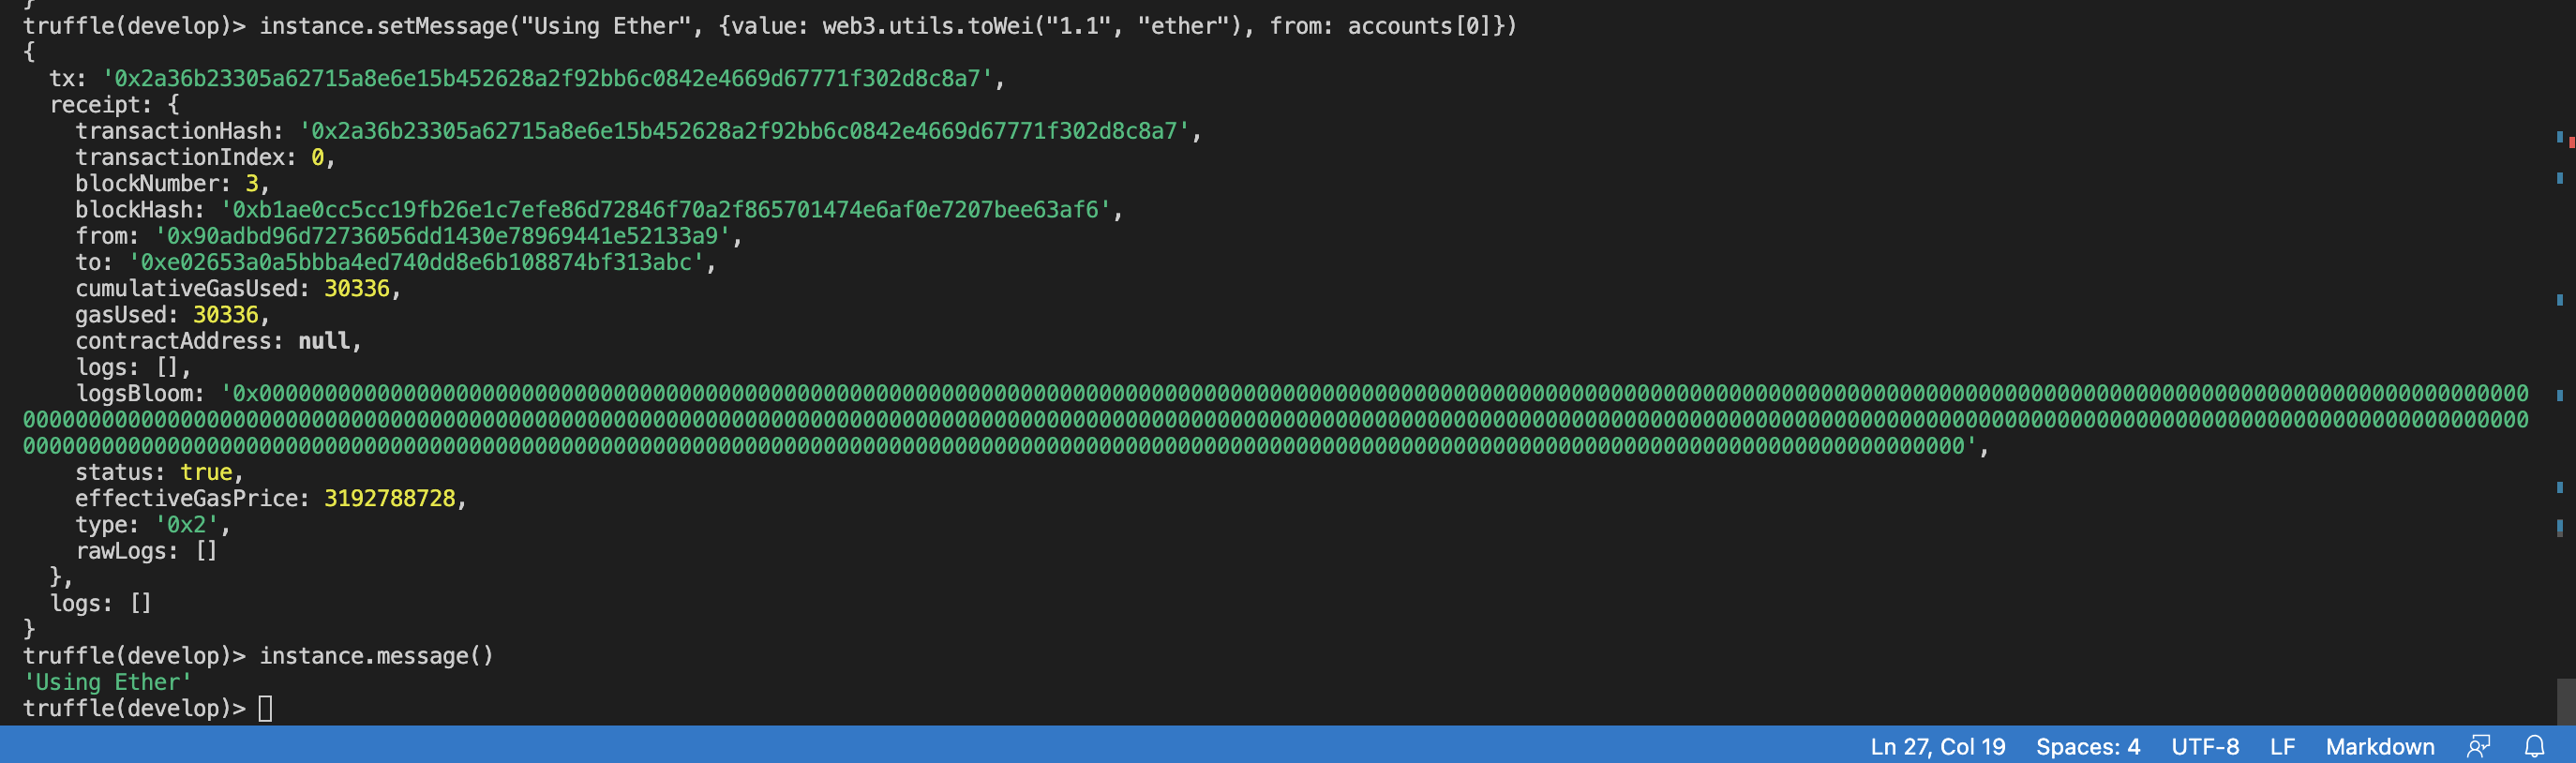 }
truffle(develop)> instance.setMessage("Using Ether", {value: web3.utils.toWei("1.1", "ether"), from: accounts[0]})
{
  tx: '0x2a36b23305a62715a8e6e15b452628a2f92bb6c0842e4669d67771f302d8c8a7',
  receipt: {
    transactionHash: '0x2a36b23305a62715a8e6e15b452628a2f92bb6c0842e4669d67771f302d8c8a7',
    transactionIndex: 0,
    blockNumber: 3,
    blockHash: '0xb1ae0cc5cc19fb26e1c7efe86d72846f70a2f865701474e6af0e7207bee63af6',
    from: '0x90adbd96d72736056dd1430e78969441e52133a9',
    to: '0xe02653a0a5bbba4ed740dd8e6b108874bf313abc',
    cumulativeGasUsed: 30336,
    gasUsed: 30336,
    contractAddress: null,
    logs: [],
    logsBloom: '0x00000000000000000000000000000000000000000000000000000000000000000000000000000000000000000000000000000000000000000000000000000000000000000000000000000000000000000000000000000
00000000000000000000000000000000000000000000000000000000000000000000000000000000000000000000000000000000000000000000000000000000000000000000000000000000000000000000000000000000000000000000000
0000000000000000000000000000000000000000000000000000000000000000000000000000000000000000000000000000000000000000000000000000000000000000000000000000',
    status: true,
    effectiveGasPrice: 3192788728,
    type: '0x2',
    rawLogs: []
  },
  logs: []
}
truffle(develop)> instance.message()
'Using Ether'
truffle(develop)>
Ln 27, Col 19 Spaces: 4 UTF-8 LF Markdown